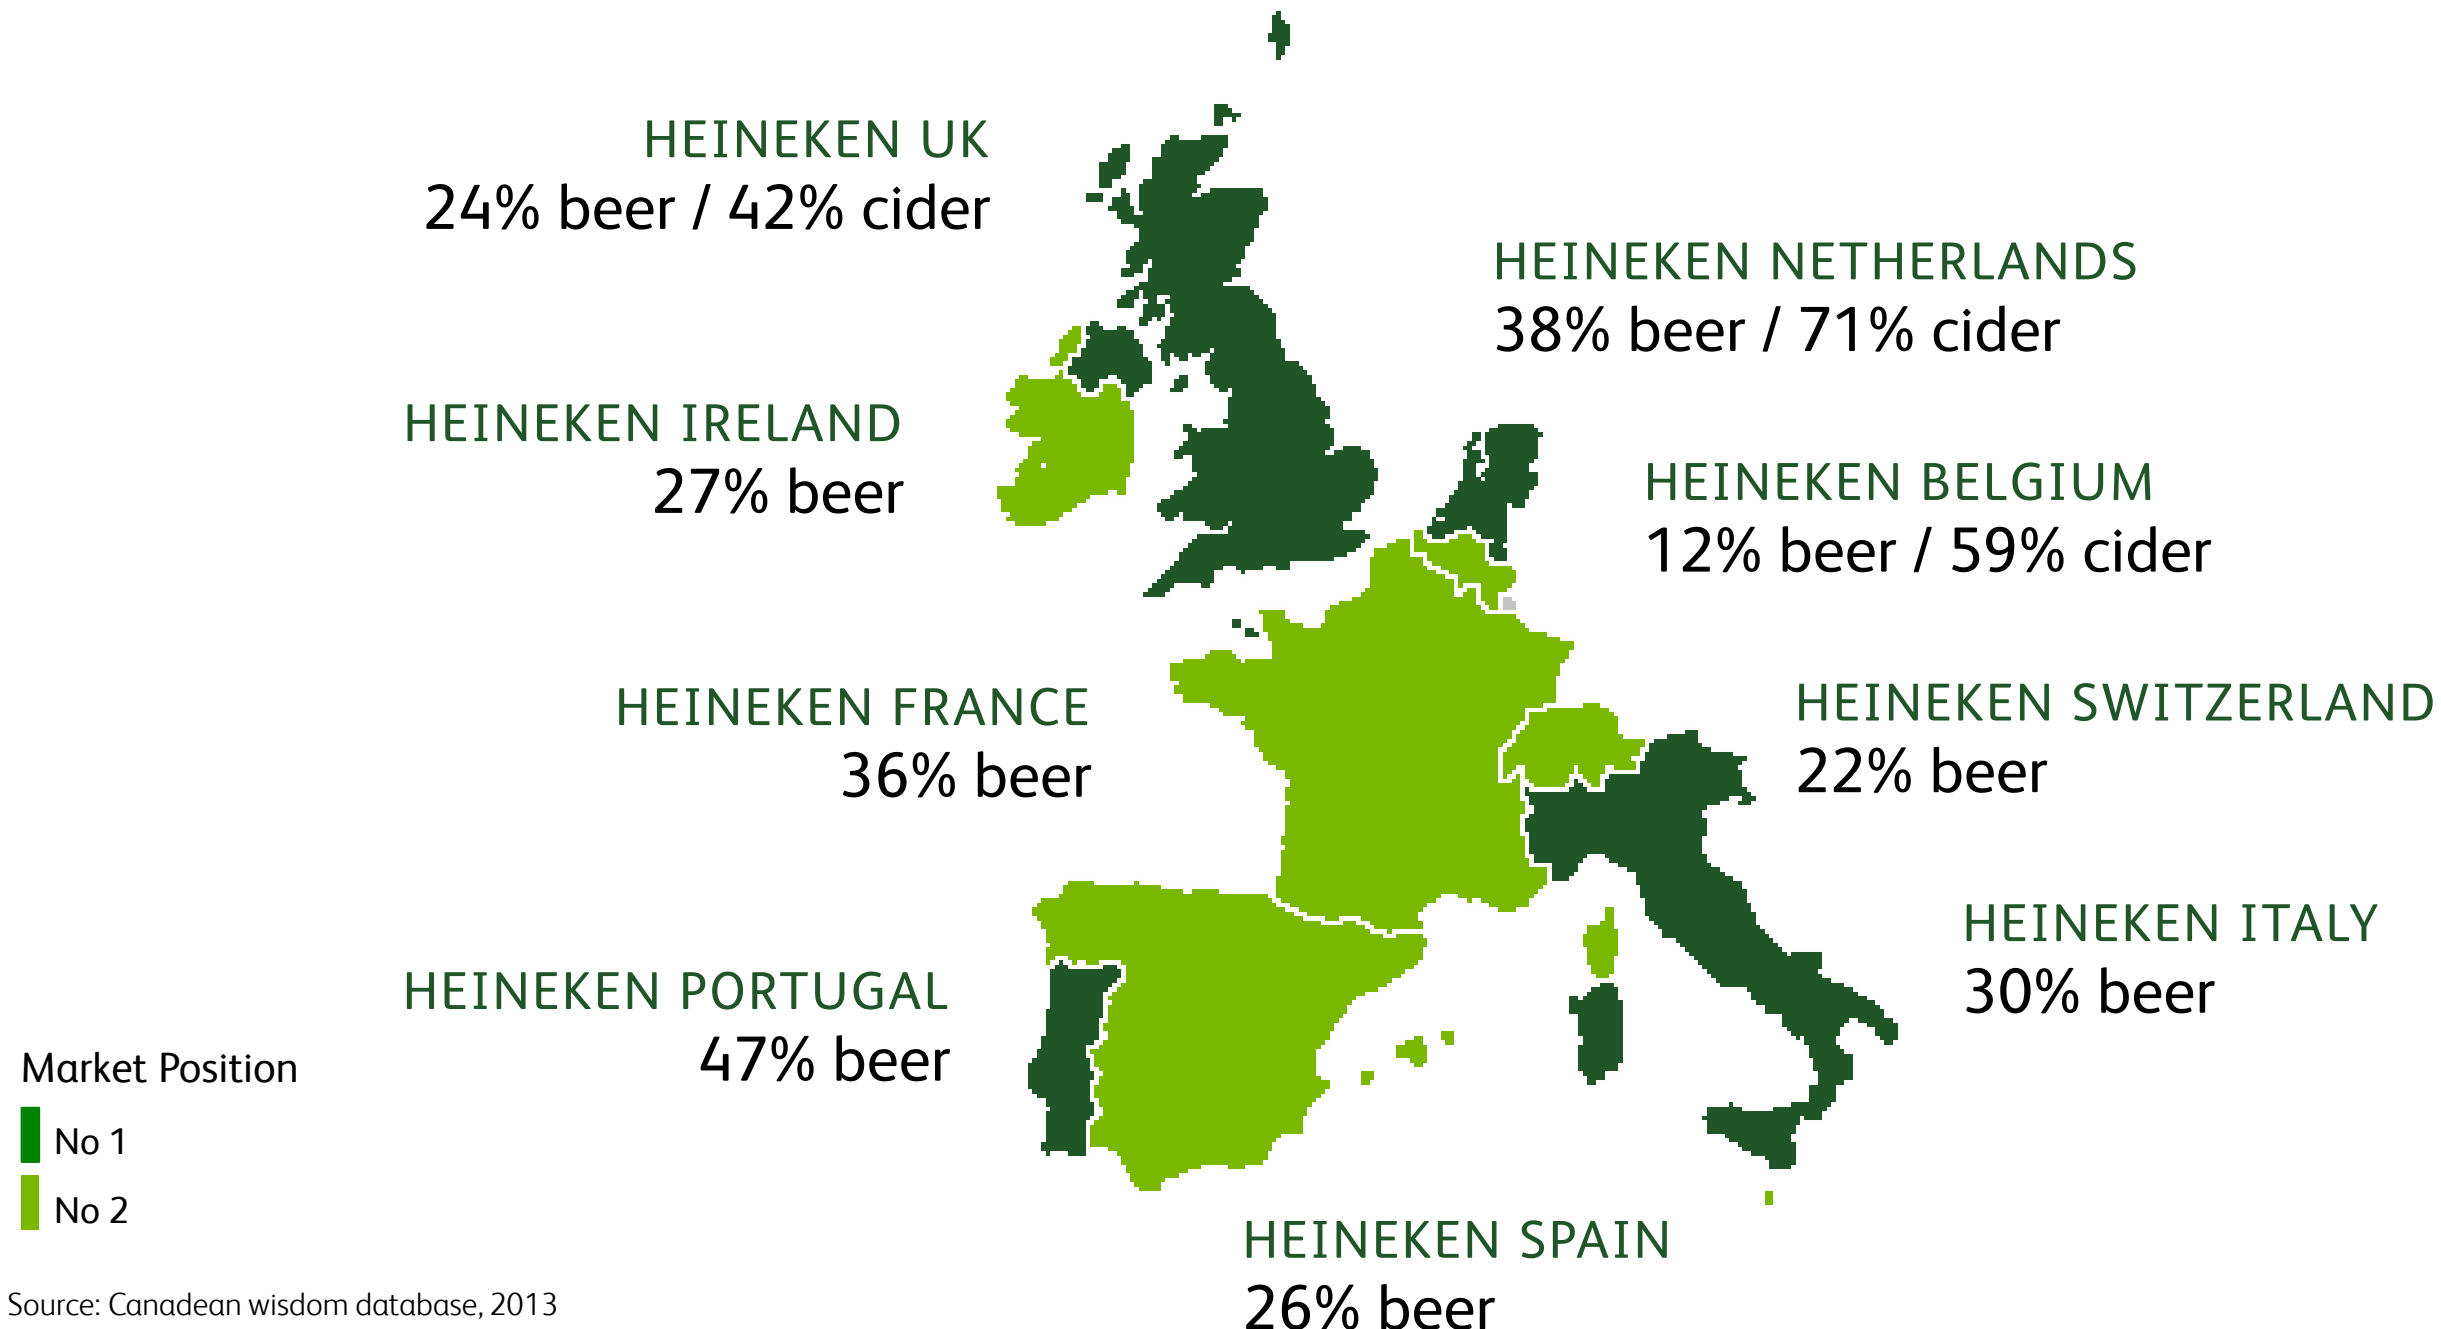 HEINEKEN UK
24% beer / 42% cider
HEINEKEN NETHERLANDS
38% beer / 71% cider
HEINEKEN IRELAND
27% beer
HEINEKEN BELGIUM
12% beer / 59% cider
HEINEKEN FRANCE
36% beer
HEINEKEN SWITZERLAND
22% beer
HEINEKEN ITALY
30% beer
HEINEKEN PORTUGAL
47% beer
Market Position
No 1
No 2
HEINEKEN SPAIN
26% beer
Source: Canadean wisdom database, 2013